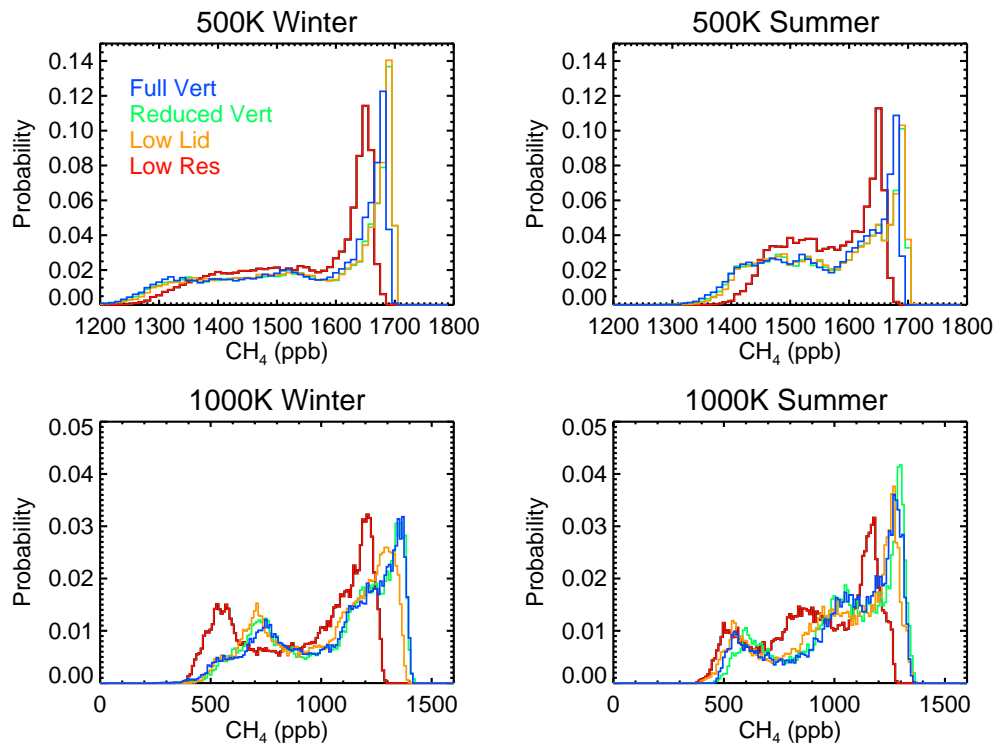 500K Winter
0.14
0.12
0.10
0.08
0.06
0.04
0.02
0.00
Probability
Full Vert
Reduced Vert
Low Lid
Low Res
1200 1300 1400 1500 1600 1700 1800
CH₄ (ppb)
500K Summer
0.14
0.12
0.10
0.08
0.06
0.04
0.02
0.00
Probability
1200 1300 1400 1500 1600 1700 1800
CH₄ (ppb)
1000K Winter
0.05
0.04
0.03
0.02
0.01
0.00
Probability
0 500 1000 1500
CH₄ (ppb)
1000K Summer
0.05
0.04
0.03
0.02
0.01
0.00
Probability
0 500 1000 1500
CH₄ (ppb)